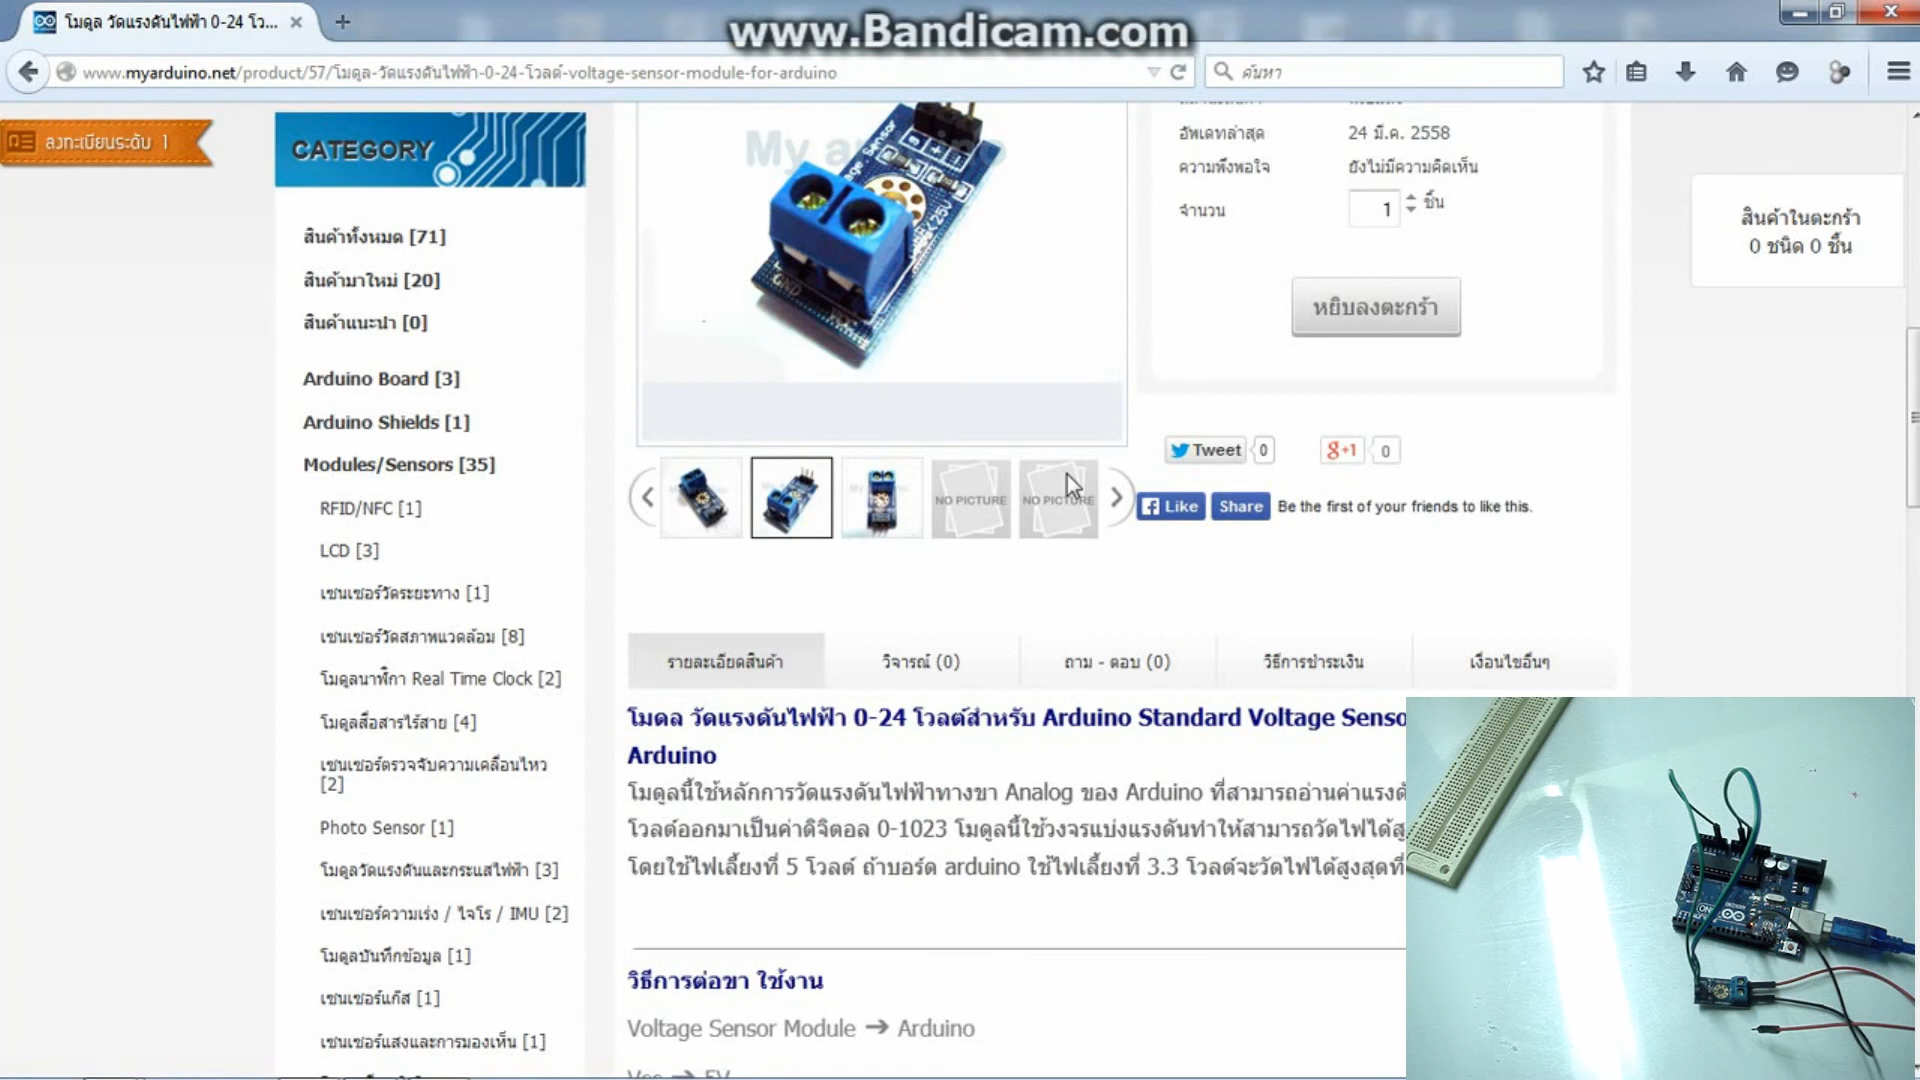 โมดูล วัดแรงดันไฟฟ้า 0-24 โว...
www.Bandicam.com
www.myarduino.net/product/57/โมดูล-วัดแรงดันไฟฟ้า-0-24-โวลต์-voltage-sensor-module-for-arduino
ค้นหา
ลงทะเบียนระดับ 1
CATEGORY
สินค้าทั้งหมด [71]
สินค้ามาใหม่ [20]
สินค้าแนะนำ [0]
Arduino Board [3]
Arduino Shields [1]
Modules/Sensors [35]
RFID/NFC [1]
LCD [3]
เซนเซอร์วัดระยะทาง [1]
เซนเซอร์วัดสภาพแวดล้อม [8]
โมดูลนาฬิกา Real Time Clock [2]
โมดูลสื่อสารไร้สาย [4]
เซนเซอร์ตรวจจับความเคลื่อนไหว
[2]
Photo Sensor [1]
โมดูลวัดแรงดันและกระแสไฟฟ้า [3]
เซนเซอร์ความเร่ง / ไจโร / IMU [2]
โมดูลบันทึกข้อมูล [1]
เซนเซอร์แก๊ส [1]
เซนเซอร์แสงและการมองเห็น [1]
My
Sensor
GND
อัพเดทล่าสุด 24 มี.ค. 2558
ความพึงพอใจ ยังไม่มีความคิดเห็น
จำนวน 1 ชิ้น
หยิบลงตะกร้า
สินค้าในตะกร้า
0 ชนิด 0 ชิ้น
Tweet 0 g+1 0
NO PICTURE NO PICTURE
Like Share Be the first of your friends to like this.
รายละเอียดสินค้า วิจารณ์ (0) ถาม - ตอบ (0) วิธีการชำระเงิน เงื่อนไขอื่นๆ
โมดูล วัดแรงดันไฟฟ้า 0-24 โวลต์สำหรับ Arduino Standard Voltage Senso
Arduino
โมดูลนี้ใช้หลักการวัดแรงดันไฟฟ้าทางขา Analog ของ Arduino ที่สามารถอ่านค่าแรงดั
โวลต์ออกมาเป็นค่าดิจิตอล 0-1023 โมดูลนี้ใช้วงจรแบ่งแรงดันทำให้สามารถวัดไฟได้สู
โดยใช้ไฟเลี้ยงที่ 5 โวลต์ ถ้าบอร์ด arduino ใช้ไฟเลี้ยงที่ 3.3 โวลต์จะวัดไฟได้สูงสุดที่
วิธีการต่อขา ใช้งาน
Voltage Sensor Module → Arduino